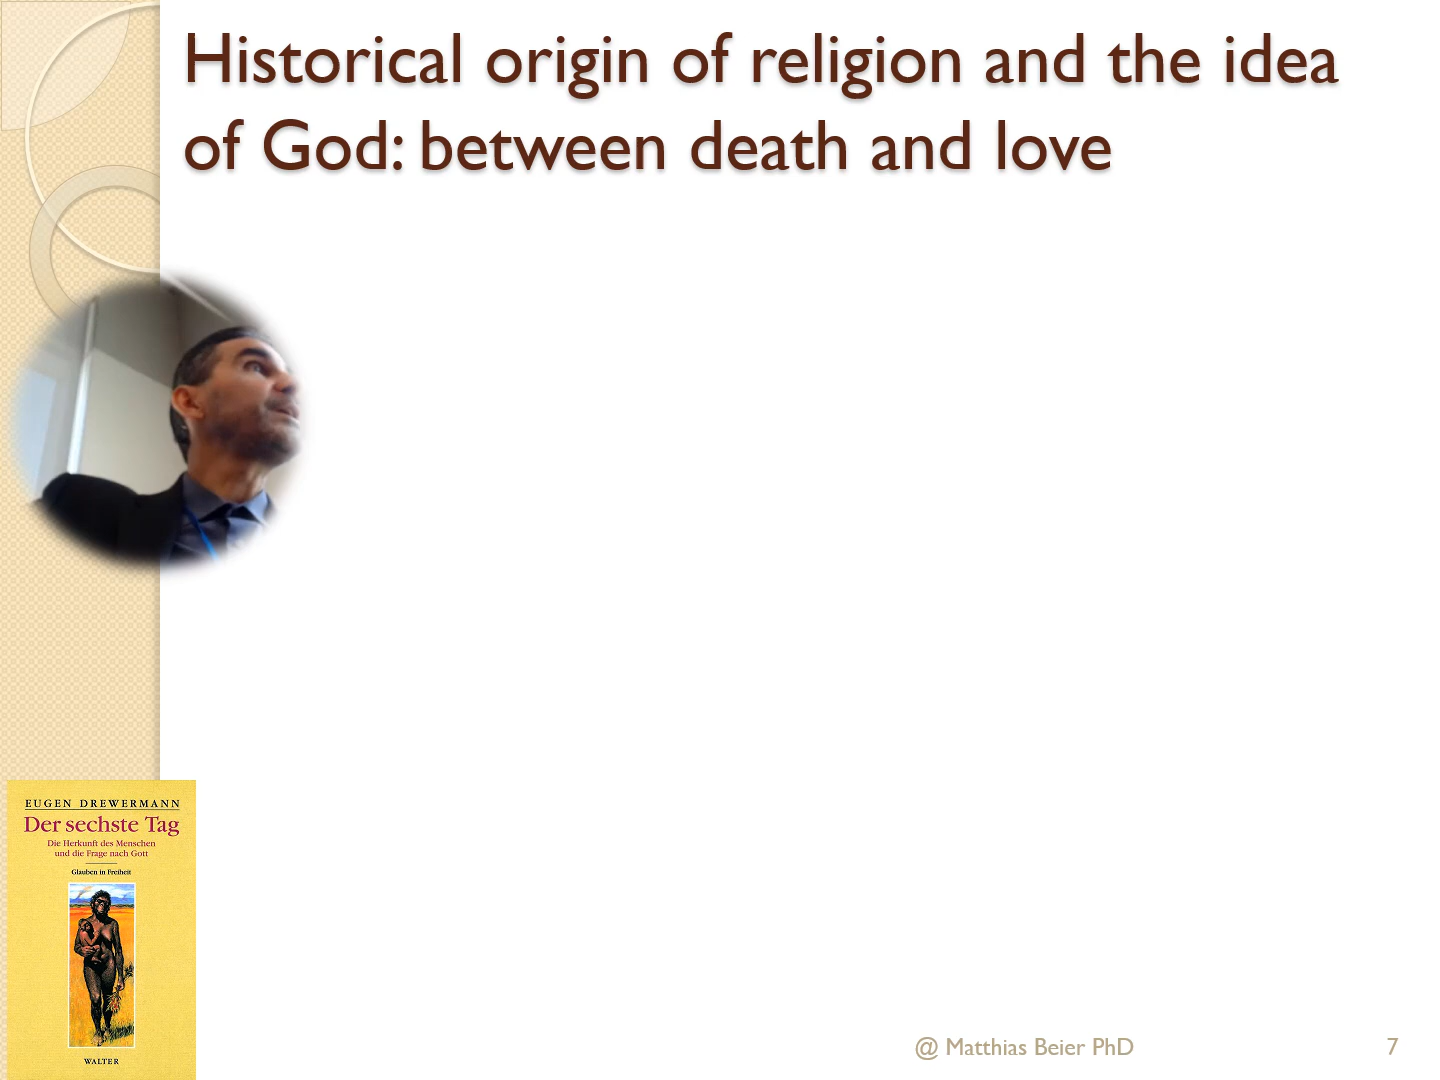 Historical origin of religion and the idea
of God: between death and love
EUGEN DREWERMANN
Der sechste Tag
Die Herkunft des Menschen
und die Frage nach Gott
Glauben in Freiheit
WALTER
@ Matthias Beier PhD
7